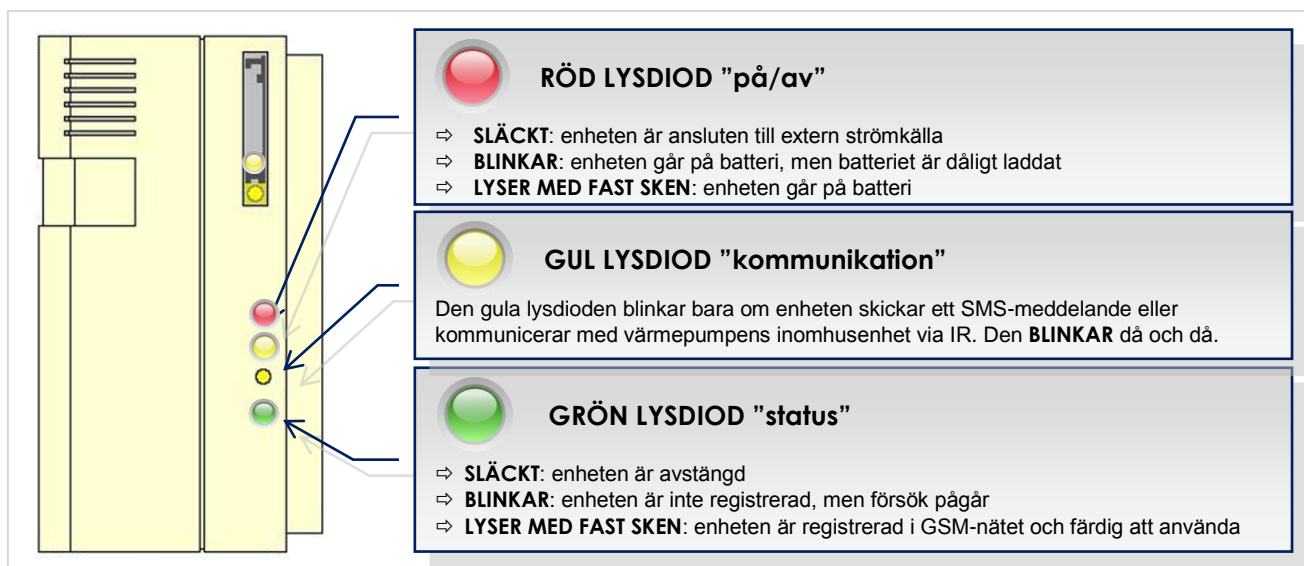 RÖD LYSDIOD ”på/av”
⇨ SLÄCKT: enheten är ansluten till extern strömkälla
⇨ BLINKAR: enheten går på batteri, men batteriet är dåligt laddat
⇨ LYSER MED FAST SKEN: enheten går på batteri
GUL LYSDIOD ”kommunikation”
Den gula lysdioden blinkar bara om enheten skickar ett SMS-meddelande eller
kommunicerar med värmepumpens inomhusenhet via IR. Den BLINKAR då och då.
GRÖN LYSDIOD ”status”
⇨ SLÄCKT: enheten är avstängd
⇨ BLINKAR: enheten är inte registrerad, men försök pågår
⇨ LYSER MED FAST SKEN: enheten är registrerad i GSM-nätet och färdig att använda